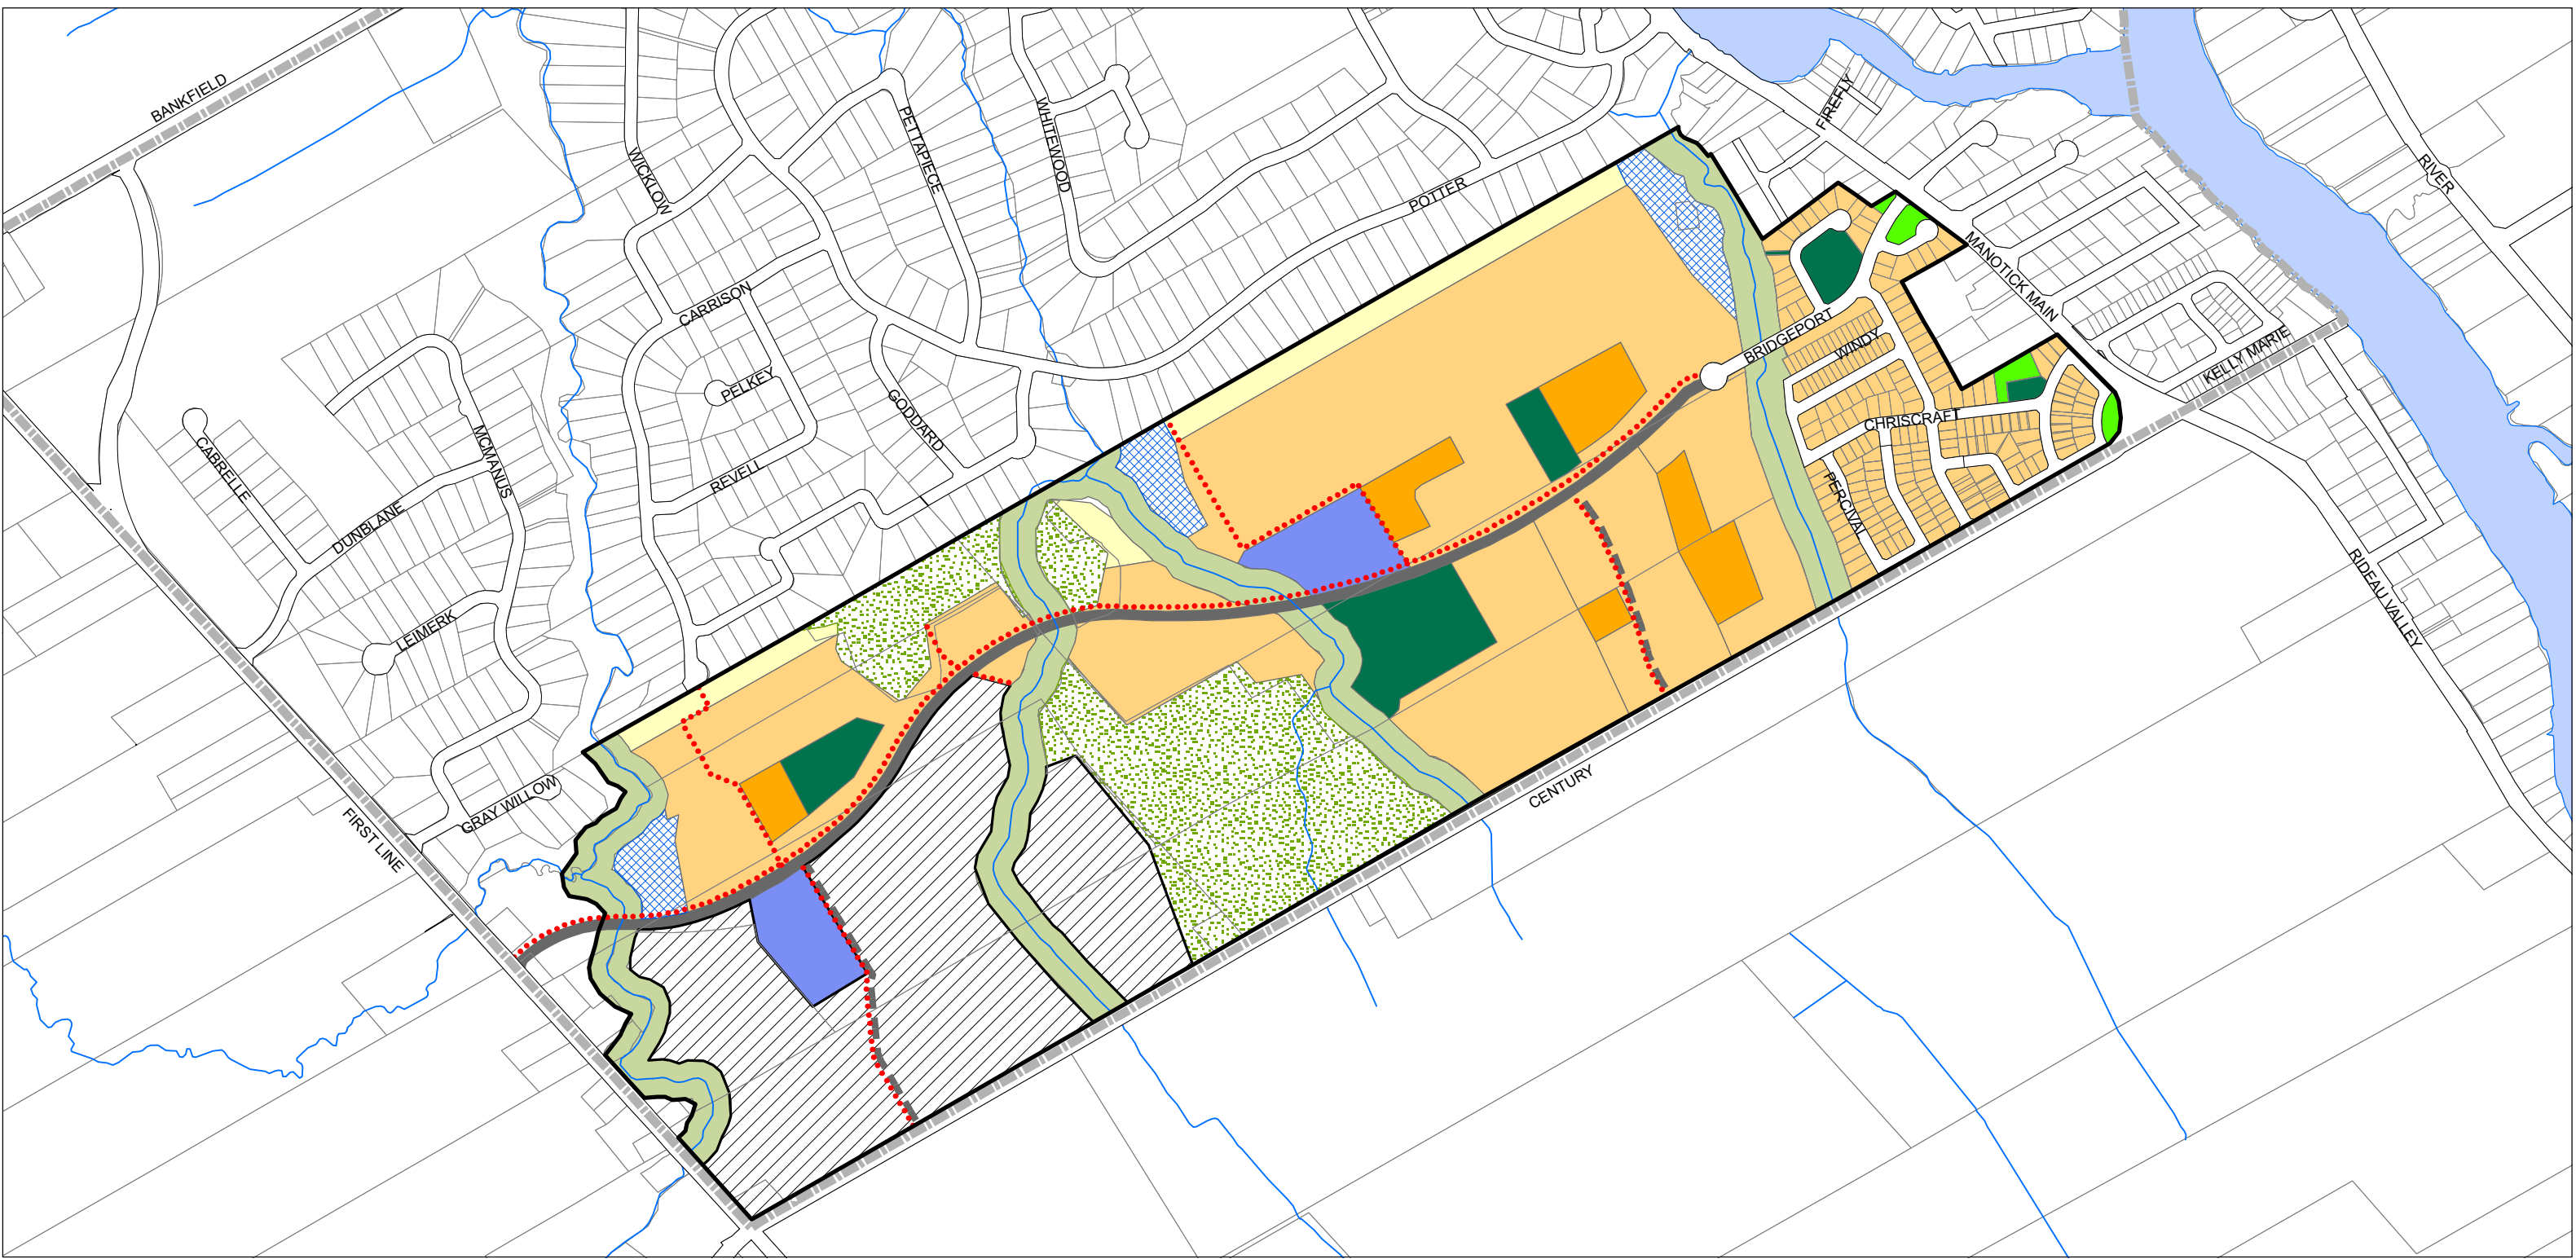 BANKFIELD
WICKLOW
PETTAPIECE
WHITEWOOD
FIREFLY
RIVER
POTTER
MANOTICK MAIN
CARRISON
BRIDGEPORT
WINDY
KELLY MARIE
PELKEY
GODDARD
CHRISCRAFT
CABRELLE
MCMANUS
REVELL
PERCIVAL
DUNBLANE
RIDEAU VALLEY
LEIMERK
CENTURY
GRAY WILLOW
FIRST LINE